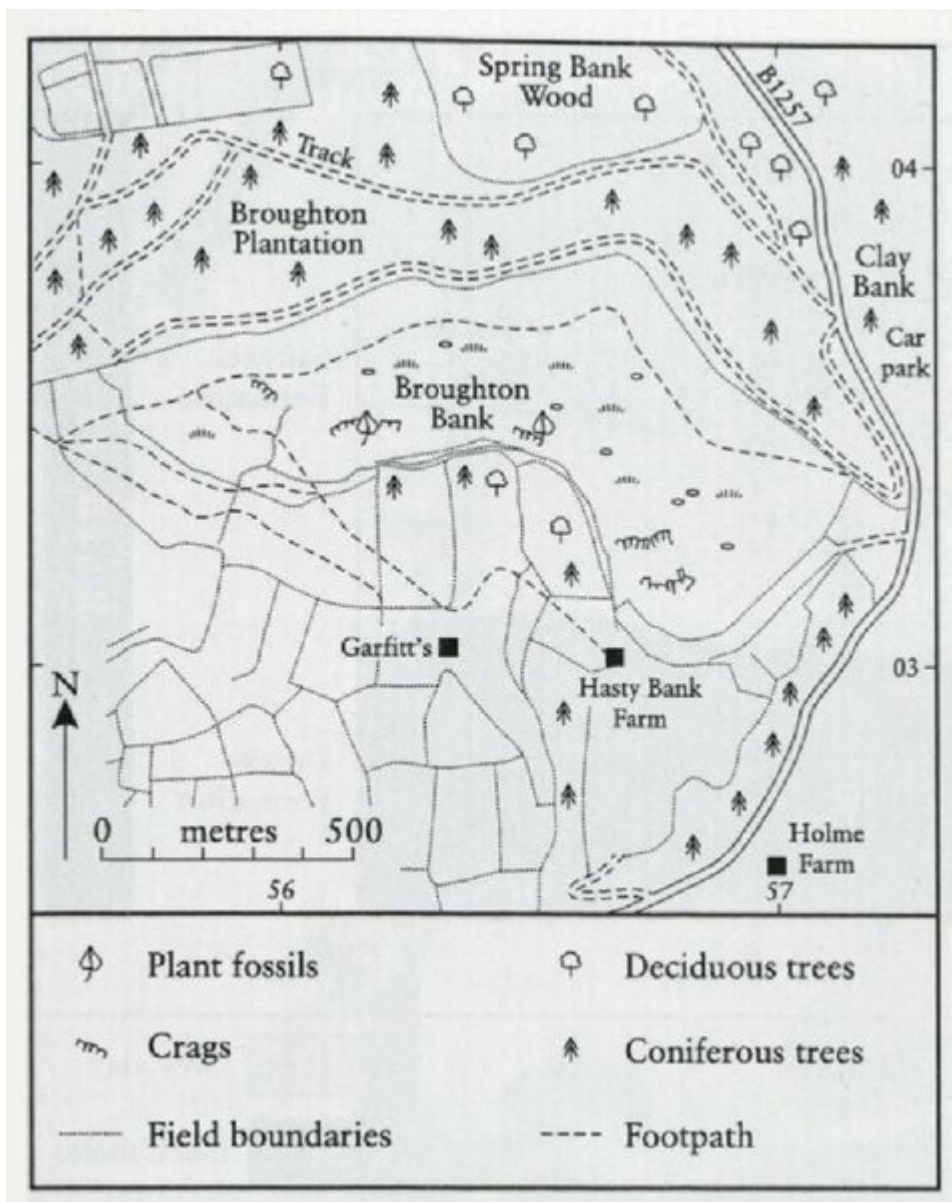 Spring Bank
Wood
B1257
Track
04
Broughton
Plantation
Clay
Bank
Car
park
Broughton
Bank
Garfitt's
Hasty Bank
Farm
03
N
0 metres 500
Holme
Farm
56
57
Plant fossils
Deciduous trees
Crags
Coniferous trees
Field boundaries
Footpath